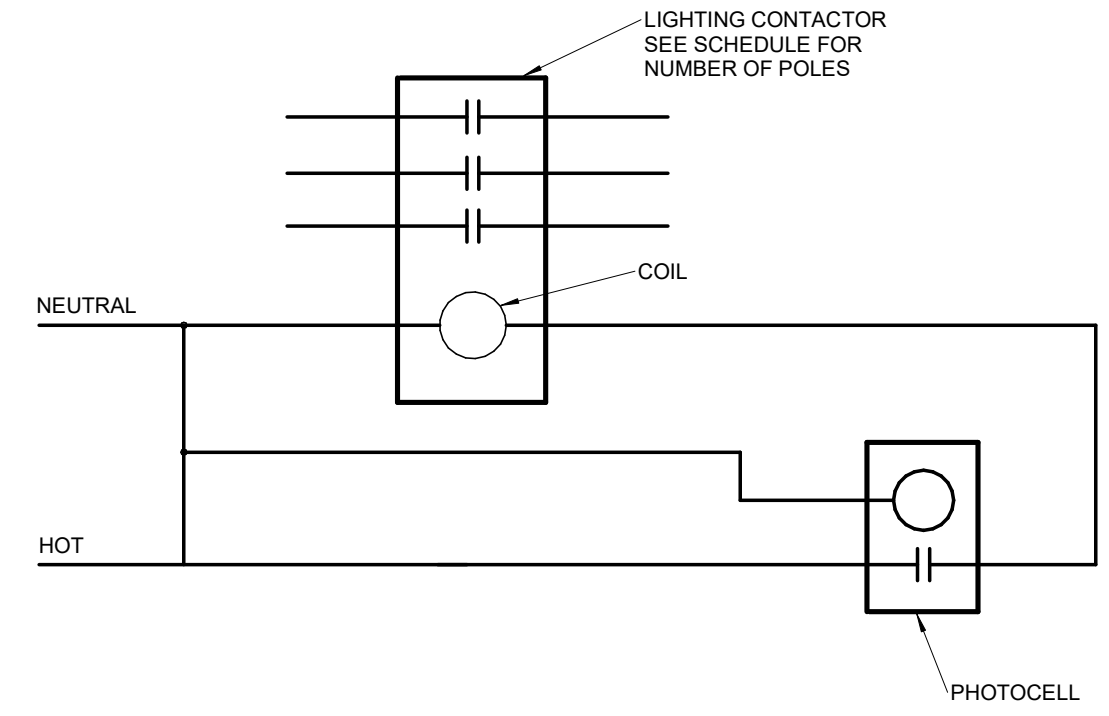 LIGHTING CONTACTOR
SEE SCHEDULE FOR
NUMBER OF POLES
COIL
NEUTRAL
HOT
PHOTOCELL